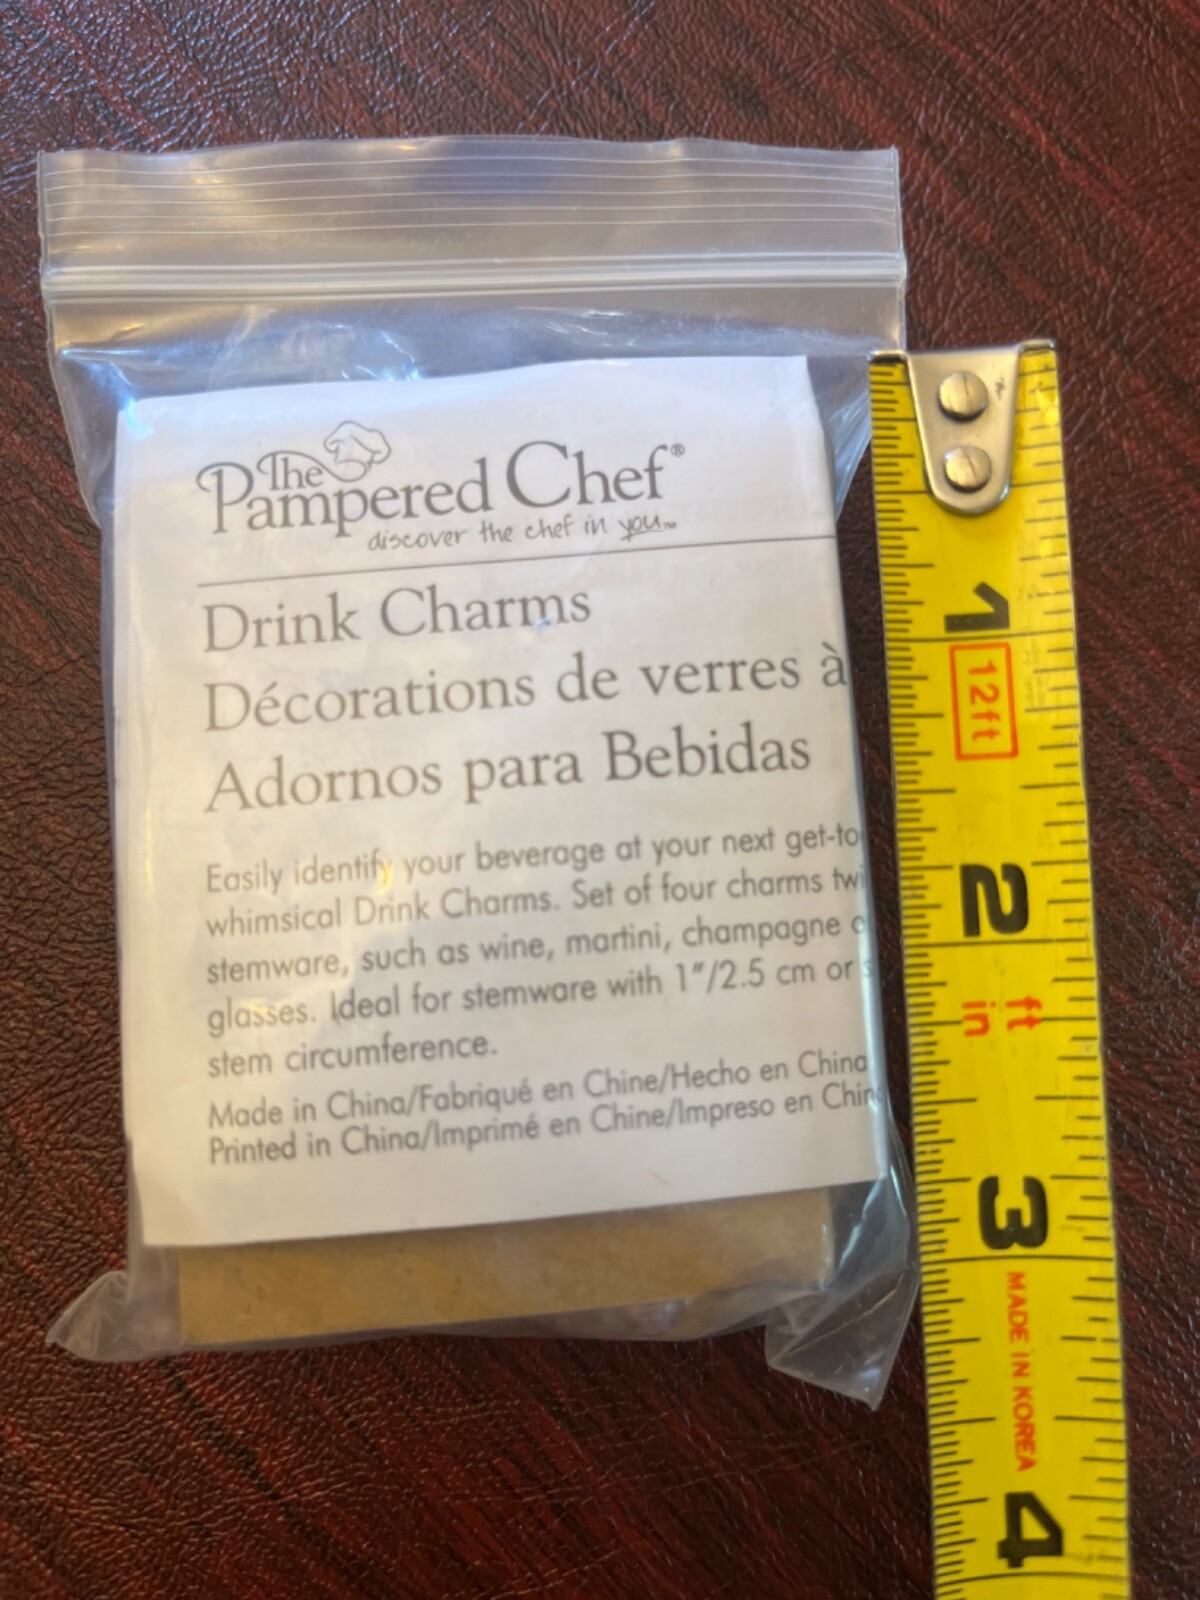 The
Pampered Chef®
discover the chef in you™
Drink Charms
Décorations de verres à
Adornos para Bebidas
Easily identify your beverage at your next get-to
whimsical Drink Charms. Set of four charms twi
stemware, such as wine, martini, champagne
glasses. Ideal for stemware with 1"/2.5 cm or
stem circumference.
Made in China/Fabriqué en Chine/Hecho en China
Printed in China/Imprimé en Chine/Impreso en Chin
1
12ft
2
ft
in
3
MADE IN KOREA
4